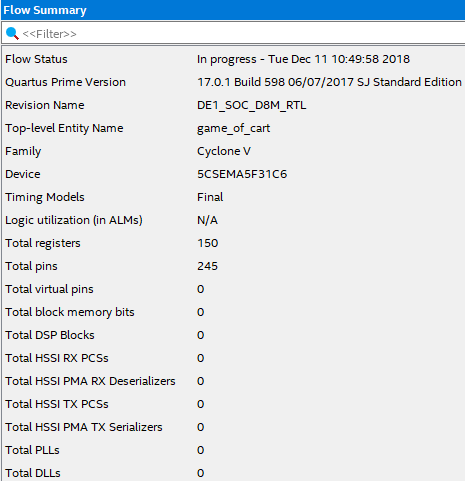 Flow Summary
<<Filter>>
Flow Status In progress - Tue Dec 11 10:49:58 2018
Quartus Prime Version 17.0.1 Build 598 06/07/2017 SJ Standard Edition
Revision Name DE1_SOC_D8M_RTL
Top-level Entity Name game_of_cart
Family Cyclone V
Device 5CSEMA5F31C6
Timing Models Final
Logic utilization (in ALMs) N/A
Total registers 150
Total pins 245
Total virtual pins 0
Total block memory bits 0
Total DSP Blocks 0
Total HSSI RX PCSs 0
Total HSSI PMA RX Deserializers 0
Total HSSI TX PCSs 0
Total HSSI PMA TX Serializers 0
Total PLLs 0
Total DLLs 0